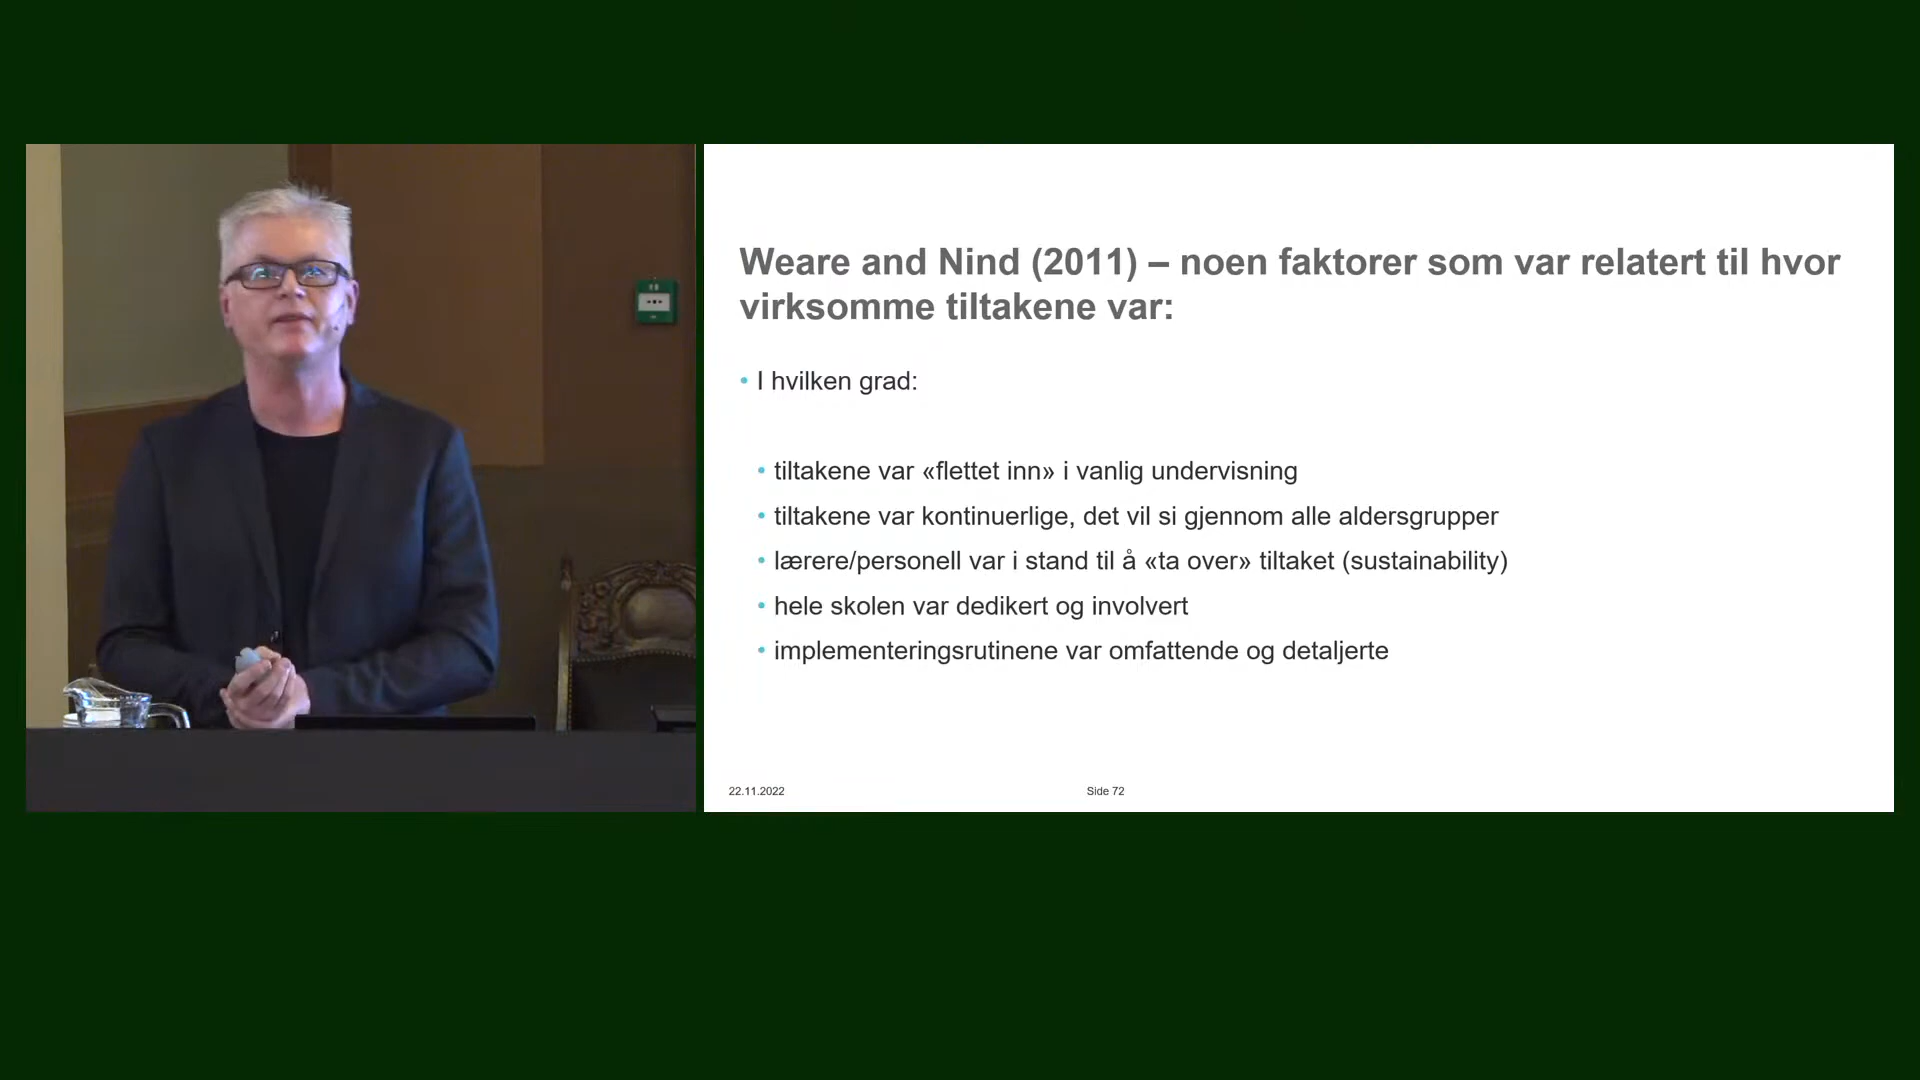 Weare and Nind (2011) – noen faktorer som var relatert til hvor
virksomme tiltakene var:
• I hvilken grad:
• tiltakene var «flettet inn» i vanlig undervisning
• tiltakene var kontinuerlige, det vil si gjennom alle aldersgrupper
• lærere/personell var i stand til å «ta over» tiltaket (sustainability)
• hele skolen var dedikert og involvert
• implementeringsrutinene var omfattende og detaljerte
22.11.2022
Side 72